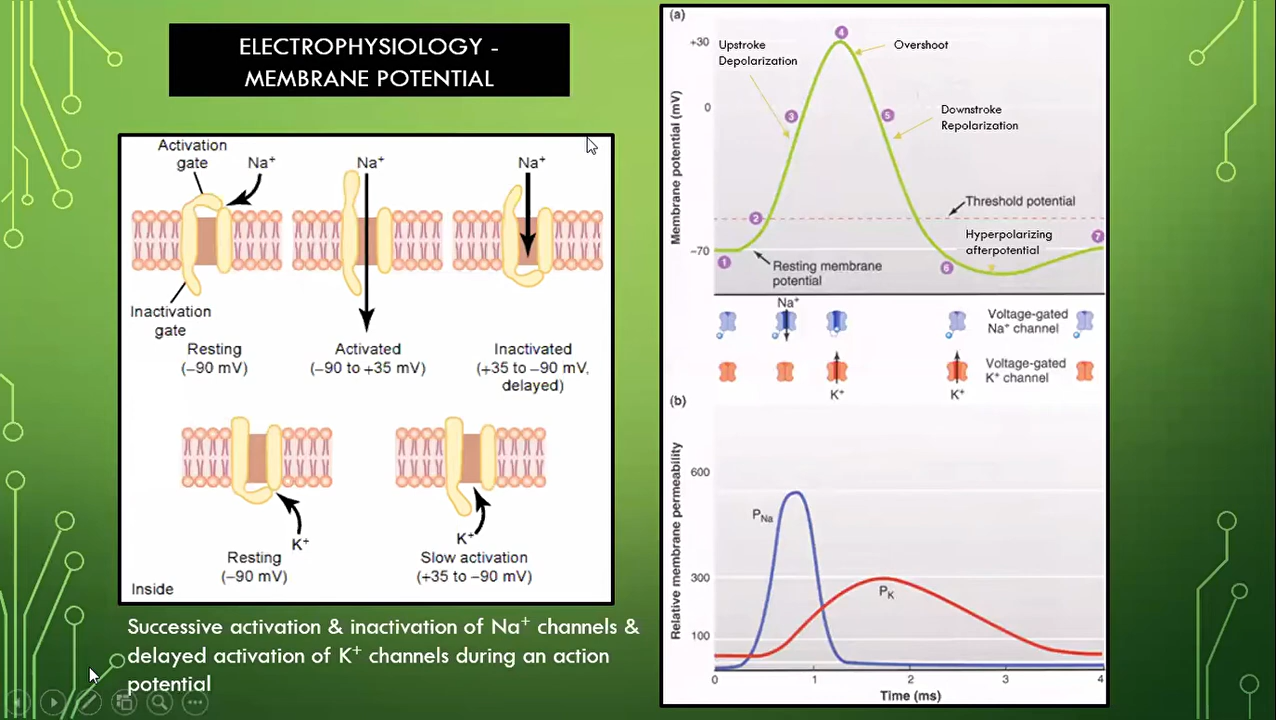 ELECTROPHYSIOLOGY -
MEMBRANE POTENTIAL
Activation
gate
Na⁺
Na⁺
Na⁺
Inactivation
gate
Resting
(−90 mV)
Activated
(−90 to +35 mV)
Inactivated
(+35 to −90 mV,
delayed)
K⁺
Resting
(−90 mV)
K⁺
Slow activation
(+35 to −90 mV)
Inside
Successive activation & inactivation of Na⁺ channels &
delayed activation of K⁺ channels during an action
potential
(a)
Membrane potential (mV)
+30
0
−70
Upstroke
Depolarization
4
Overshoot
3
5
Downstroke
Repolarization
2
Threshold potential
Hyperpolarizing
afterpotential
7
1
Resting membrane
potential
6
Na⁺
Voltage-gated
Na⁺ channel
Voltage-gated
K⁺ channel
K⁺
K⁺
(b)
Relative membrane permeability
600
300
100
PNa
PK
0
1
2
3
4
Time (ms)